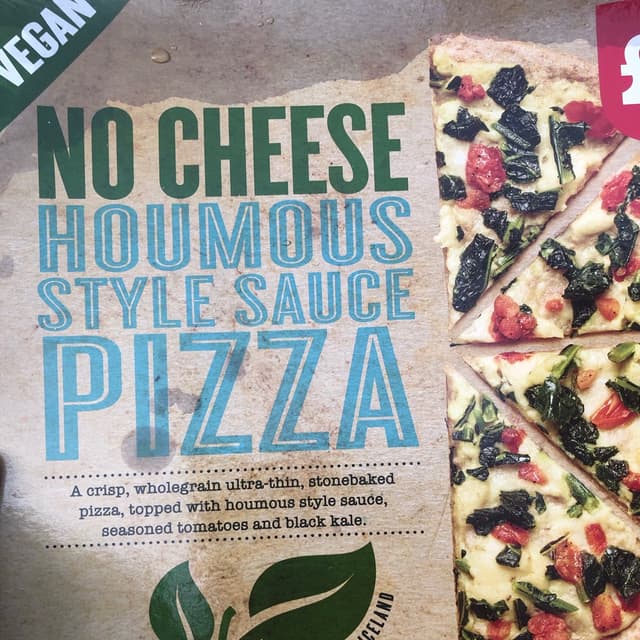 VEGAN
£
NO CHEESE
HOUMOUS
STYLE SAUCE
PIZZA
A crisp, wholegrain ultra-thin, stonebaked
pizza, topped with houmous style sauce,
seasoned tomatoes and black kale.